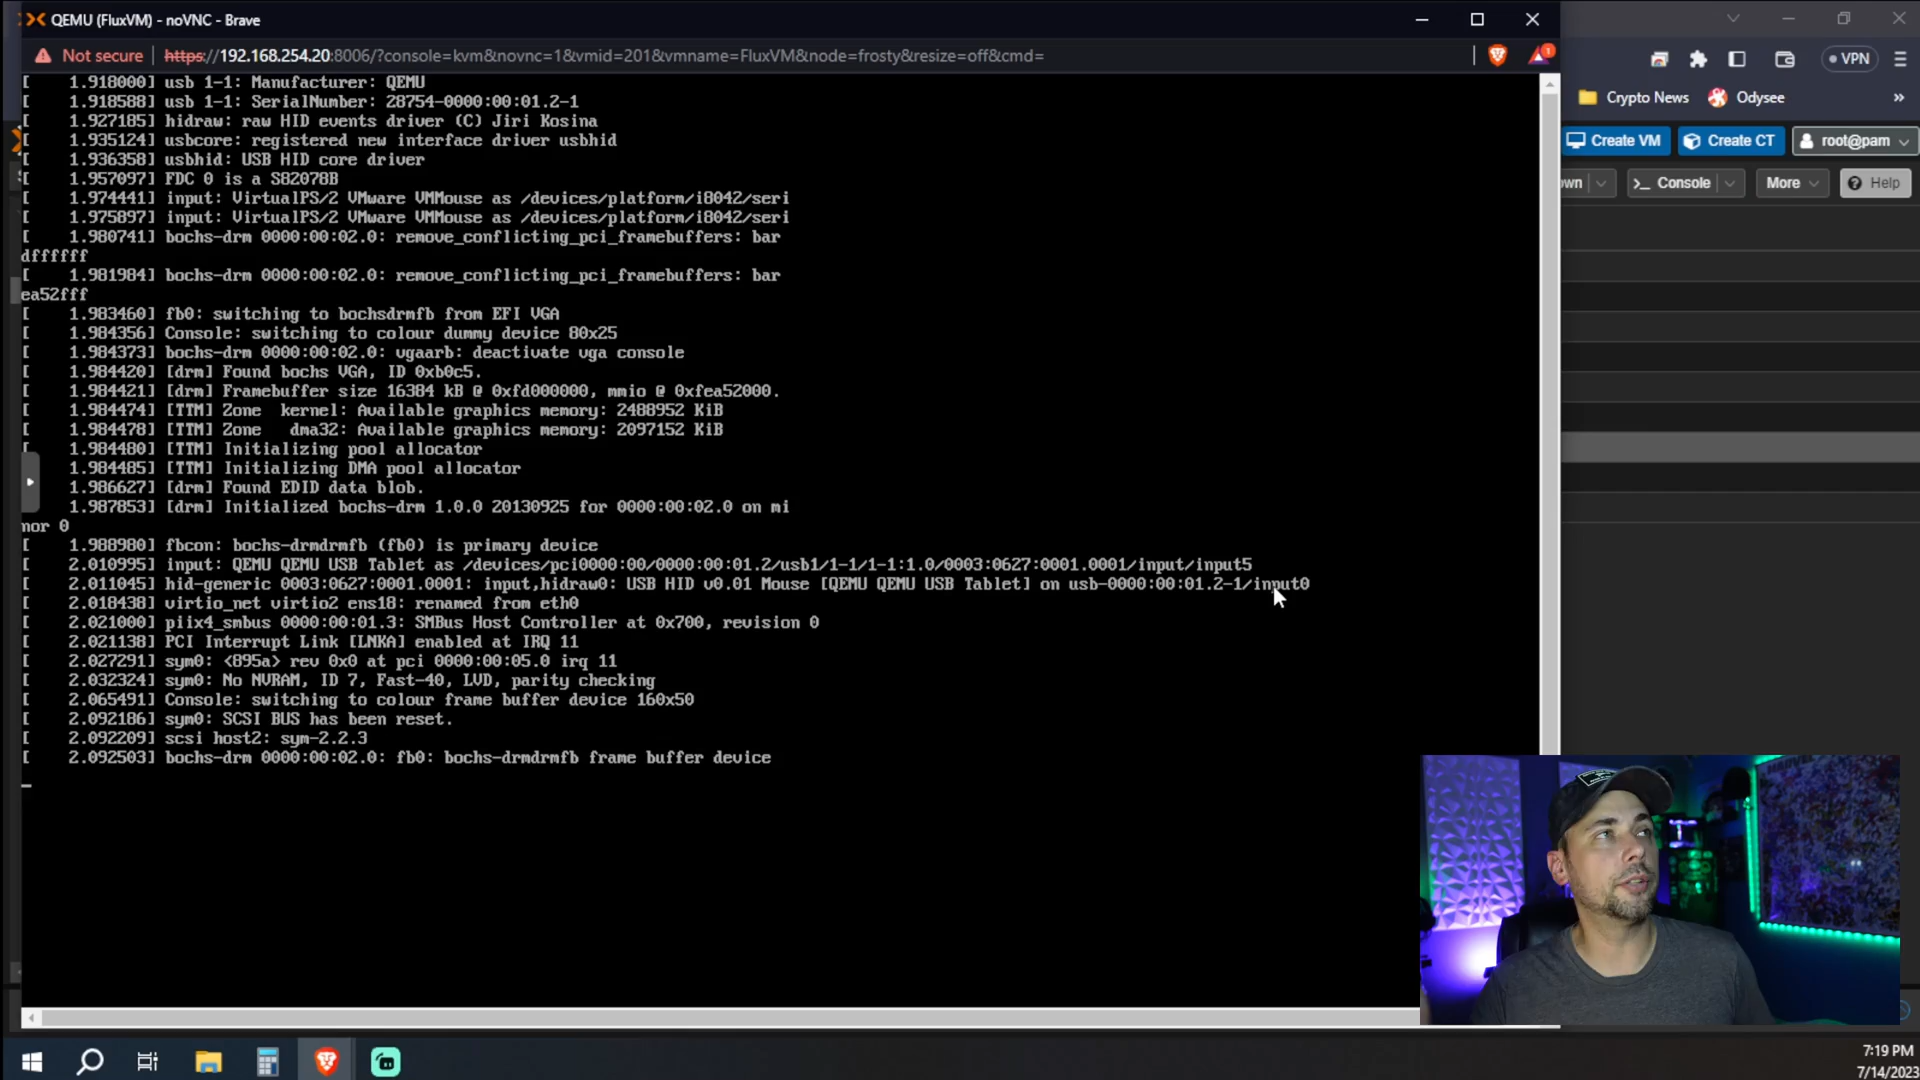 QEMU (FluxVM) - noVNC - Brave
Not secure https://192.168.254.20:8006/?console=kvm&novnc=1&vmid=201&vmname=FluxVM&node=frosty&resize=off&cmd=
VPN
Crypto News Odysee »
Create VM Create CT root@pam
own Console More Help
[ 1.918000] usb 1-1: Manufacturer: QEMU
[ 1.918588] usb 1-1: SerialNumber: 28754-0000:00:01.2-1
[ 1.927185] hidraw: raw HID events driver (C) Jiri Kosina
[ 1.935124] usbcore: registered new interface driver usbhid
[ 1.936358] usbhid: USB HID core driver
[ 1.957097] FDC 0 is a S82078B
[ 1.974441] input: VirtualPS/2 VMware VMMouse as /devices/platform/i8042/seri
[ 1.975897] input: VirtualPS/2 VMware VMMouse as /devices/platform/i8042/seri
[ 1.980741] bochs-drm 0000:00:02.0: remove_conflicting_pci_framebuffers: bar
dffffff
[ 1.981984] bochs-drm 0000:00:02.0: remove_conflicting_pci_framebuffers: bar
ea52fff
[ 1.983460] fb0: switching to bochsdrmfb from EFI VGA
[ 1.984356] Console: switching to colour dummy device 80x25
[ 1.984373] bochs-drm 0000:00:02.0: vgaarb: deactivate vga console
[ 1.984420] [drm] Found bochs VGA, ID 0xb0c5.
[ 1.984421] [drm] Framebuffer size 16384 kB @ 0xfd000000, mmio @ 0xfea52000.
[ 1.984474] [TTM] Zone kernel: Available graphics memory: 2488952 KiB
[ 1.984478] [TTM] Zone dma32: Available graphics memory: 2097152 KiB
[ 1.984480] [TTM] Initializing pool allocator
1.984485] [TTM] Initializing DMA pool allocator
1.986627] [drm] Found EDID data blob.
1.987853] [drm] Initialized bochs-drm 1.0.0 20130925 for 0000:00:02.0 on mi
nor 0
[ 1.988980] fbcon: bochs-drmdrmfb (fb0) is primary device
[ 2.010995] input: QEMU QEMU USB Tablet as /devices/pci0000:00/0000:00:01.2/usb1/1-1/1-1:1.0/0003:0627:0001.0001/input/input5
[ 2.011045] hid-generic 0003:0627:0001.0001: input,hidraw0: USB HID v0.01 Mouse [QEMU QEMU USB Tablet] on usb-0000:00:01.2-1/input0
[ 2.018438] virtio_net virtio2 ens18: renamed from eth0
[ 2.021000] piix4_smbus 0000:00:01.3: SMBus Host Controller at 0x700, revision 0
[ 2.021138] PCI Interrupt Link [LNKA] enabled at IRQ 11
[ 2.027291] sym0: <895a> rev 0x0 at pci 0000:00:05.0 irq 11
[ 2.032324] sym0: No NVRAM, ID 7, Fast-40, LVD, parity checking
[ 2.065491] Console: switching to colour frame buffer device 160x50
[ 2.092186] sym0: SCSI BUS has been reset.
[ 2.092209] scsi host2: sym-2.2.3
[ 2.092503] bochs-drm 0000:00:02.0: fb0: bochs-drmdrmfb frame buffer device
7:19 PM
7/14/2023